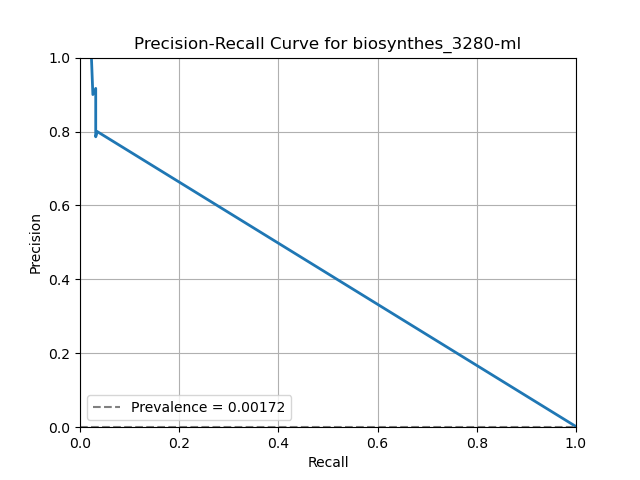 Precision-Recall Curve for biosynthes_3280-ml
1.0
0.8
0.6
0.4
0.2
0.0
Precision
Prevalence = 0.00172
0.0 0.2 0.4 0.6 0.8 1.0
Recall